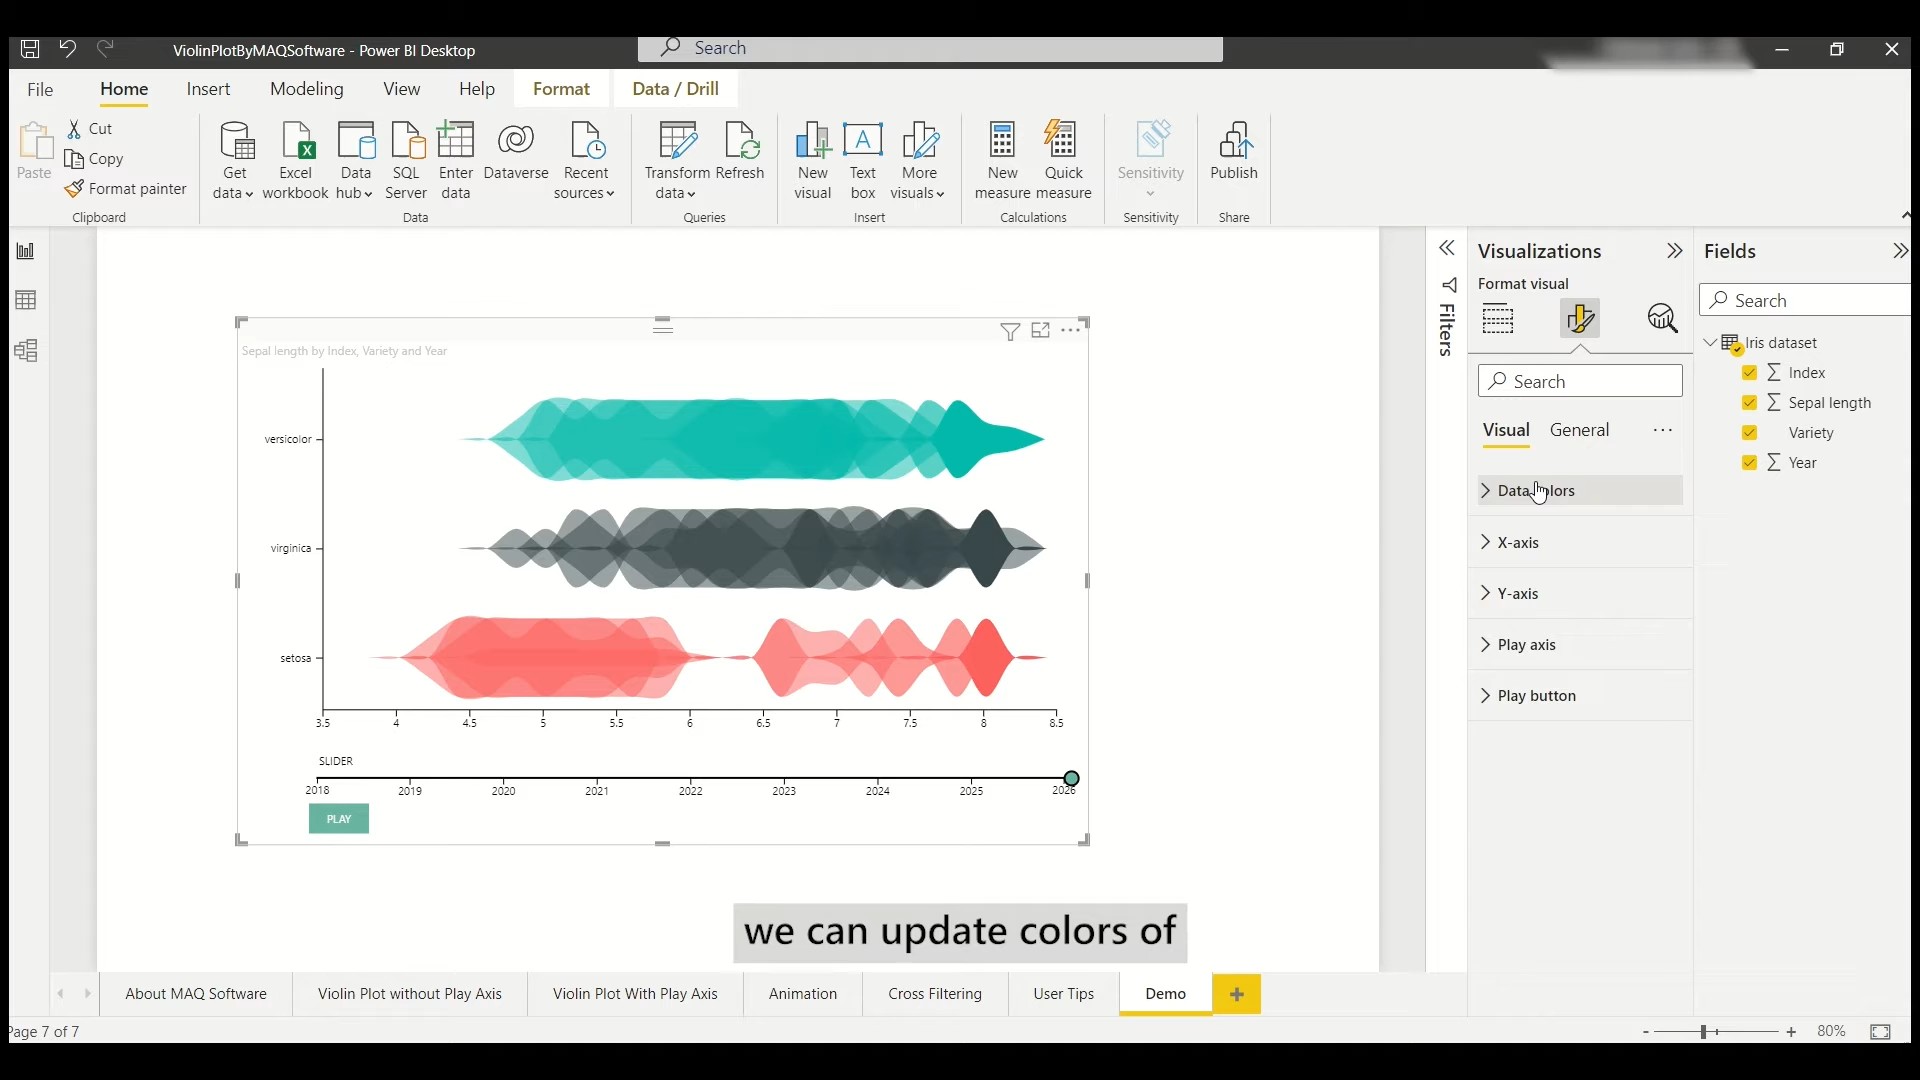 ViolinPlotByMAQSoftware - Power BI Desktop
Search
File
Home
Insert
Modeling
View
Help
Format
Data / Drill
Paste
Cut
Copy
Format painter
Clipboard
Get data
Excel workbook
Data hub
SQL Server
Enter data
Dataverse
Recent sources
Data
Transform data
Refresh
Queries
New visual
Text box
More visuals
Insert
New measure
Quick measure
Calculations
Sensitivity
Sensitivity
Publish
Share
Sepal length by Index, Variety and Year
versicolor
virginica
setosa
3.5 4 4.5 5 5.5 6 6.5 7 7.5 8 8.5
SLIDER
2018 2019 2020 2021 2022 2023 2024 2025 2026
PLAY
Filters
Visualizations
Format visual
Search
Visual
General
X-axis
Y-axis
Play axis
Play button
Fields
Search
Iris dataset
Index
Sepal length
Variety
Year
we can update colors of
About MAQ Software
Violin Plot without Play Axis
Violin Plot With Play Axis
Animation
Cross Filtering
User Tips
Demo
Page 7 of 7
80%